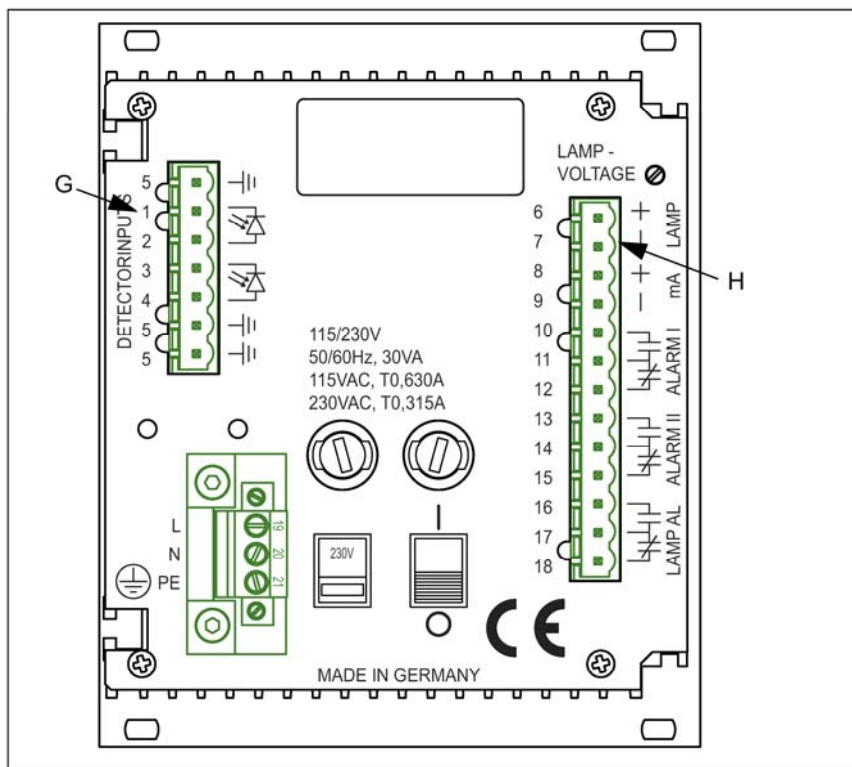 G
DETECTORINPUTS
5
1
2
3
4
5
5
LAMP -
VOLTAGE
6
7
8
9
10
11
12
13
14
15
16
17
18
+
+
−
LAMP
mA
ALARM I
ALARM II
LAMP AL
H
115/230V
50/60Hz, 30VA
115VAC, T0,630A
230VAC, T0,315A
L
N
PE
19
20
21
230V
I
O
CE
MADE IN GERMANY